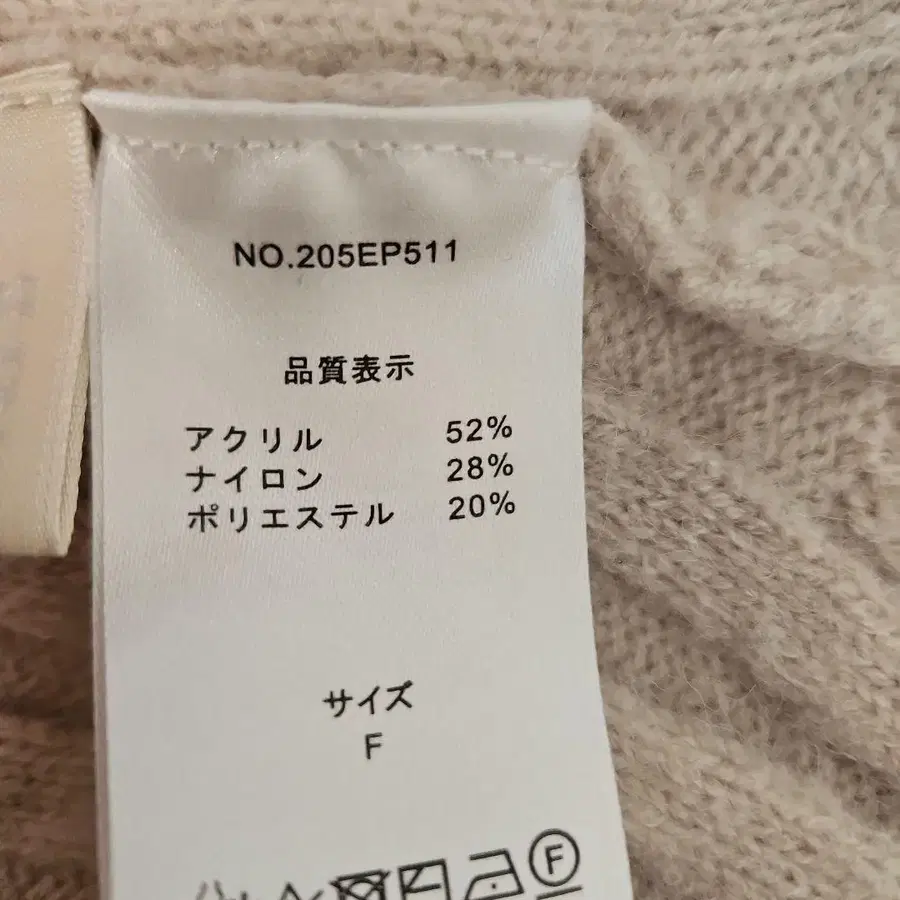 NO.205EP511
品質表示
アクリル 52%
ナイロン 28%
ポリエステル 20%
サイズ
F
F